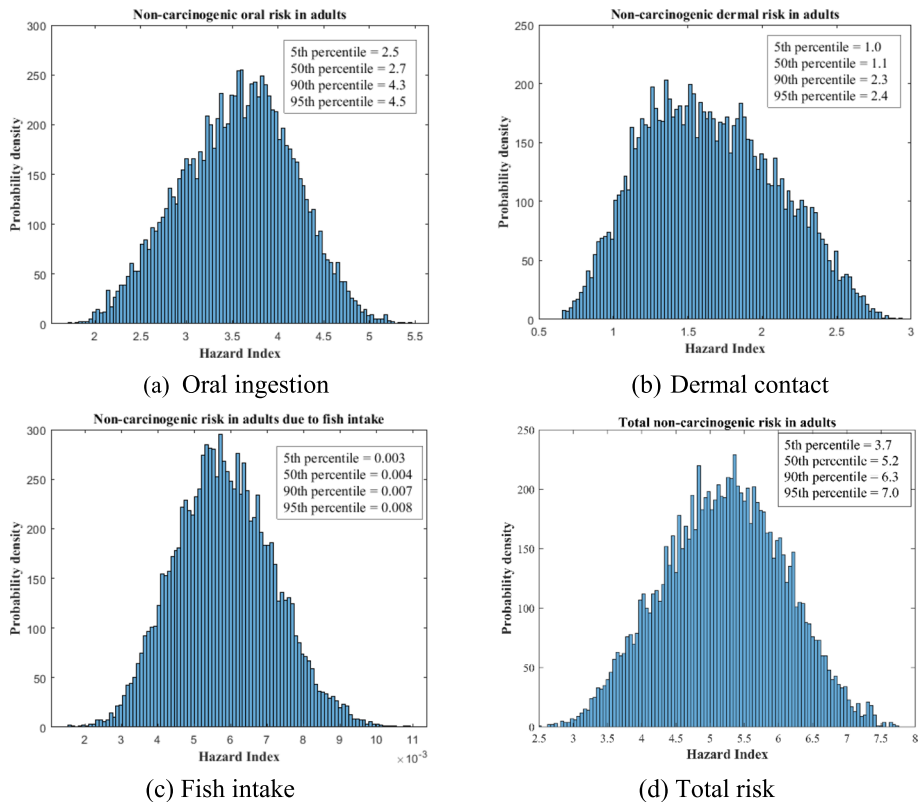 Non-carcinogenic oral risk in adults
300
250
200
150
100
50
0
Probability density
5th percentile = 2.5
50th percentile = 2.7
90th percentile = 4.3
95th percentile = 4.5
2 2.5 3 3.5 4 4.5 5 5.5
Hazard Index
(a) Oral ingestion
Non-carcinogenic dermal risk in adults
250
200
150
100
50
0
Probability density
5th percentile = 1.0
50th percentile = 1.1
90th percentile = 2.3
95th percentile = 2.4
0.5 1 1.5 2 2.5 3
Hazard Index
(b) Dermal contact
Non-carcinogenic risk in adults due to fish intake
300
250
200
150
100
50
0
Probability density
5th percentile = 0.003
50th percentile = 0.004
90th percentile = 0.007
95th percentile = 0.008
2 3 4 5 6 7 8 9 10 11
×10⁻³
Hazard Index
(c) Fish intake
Total non-carcinogenic risk in adults
250
200
150
100
50
0
Probability density
5th percentile = 3.7
50th percentile = 5.2
90th percentile = 6.3
95th percentile = 7.0
2.5 3 3.5 4 4.5 5 5.5 6 6.5 7 7.5 8
Hazard Index
(d) Total risk